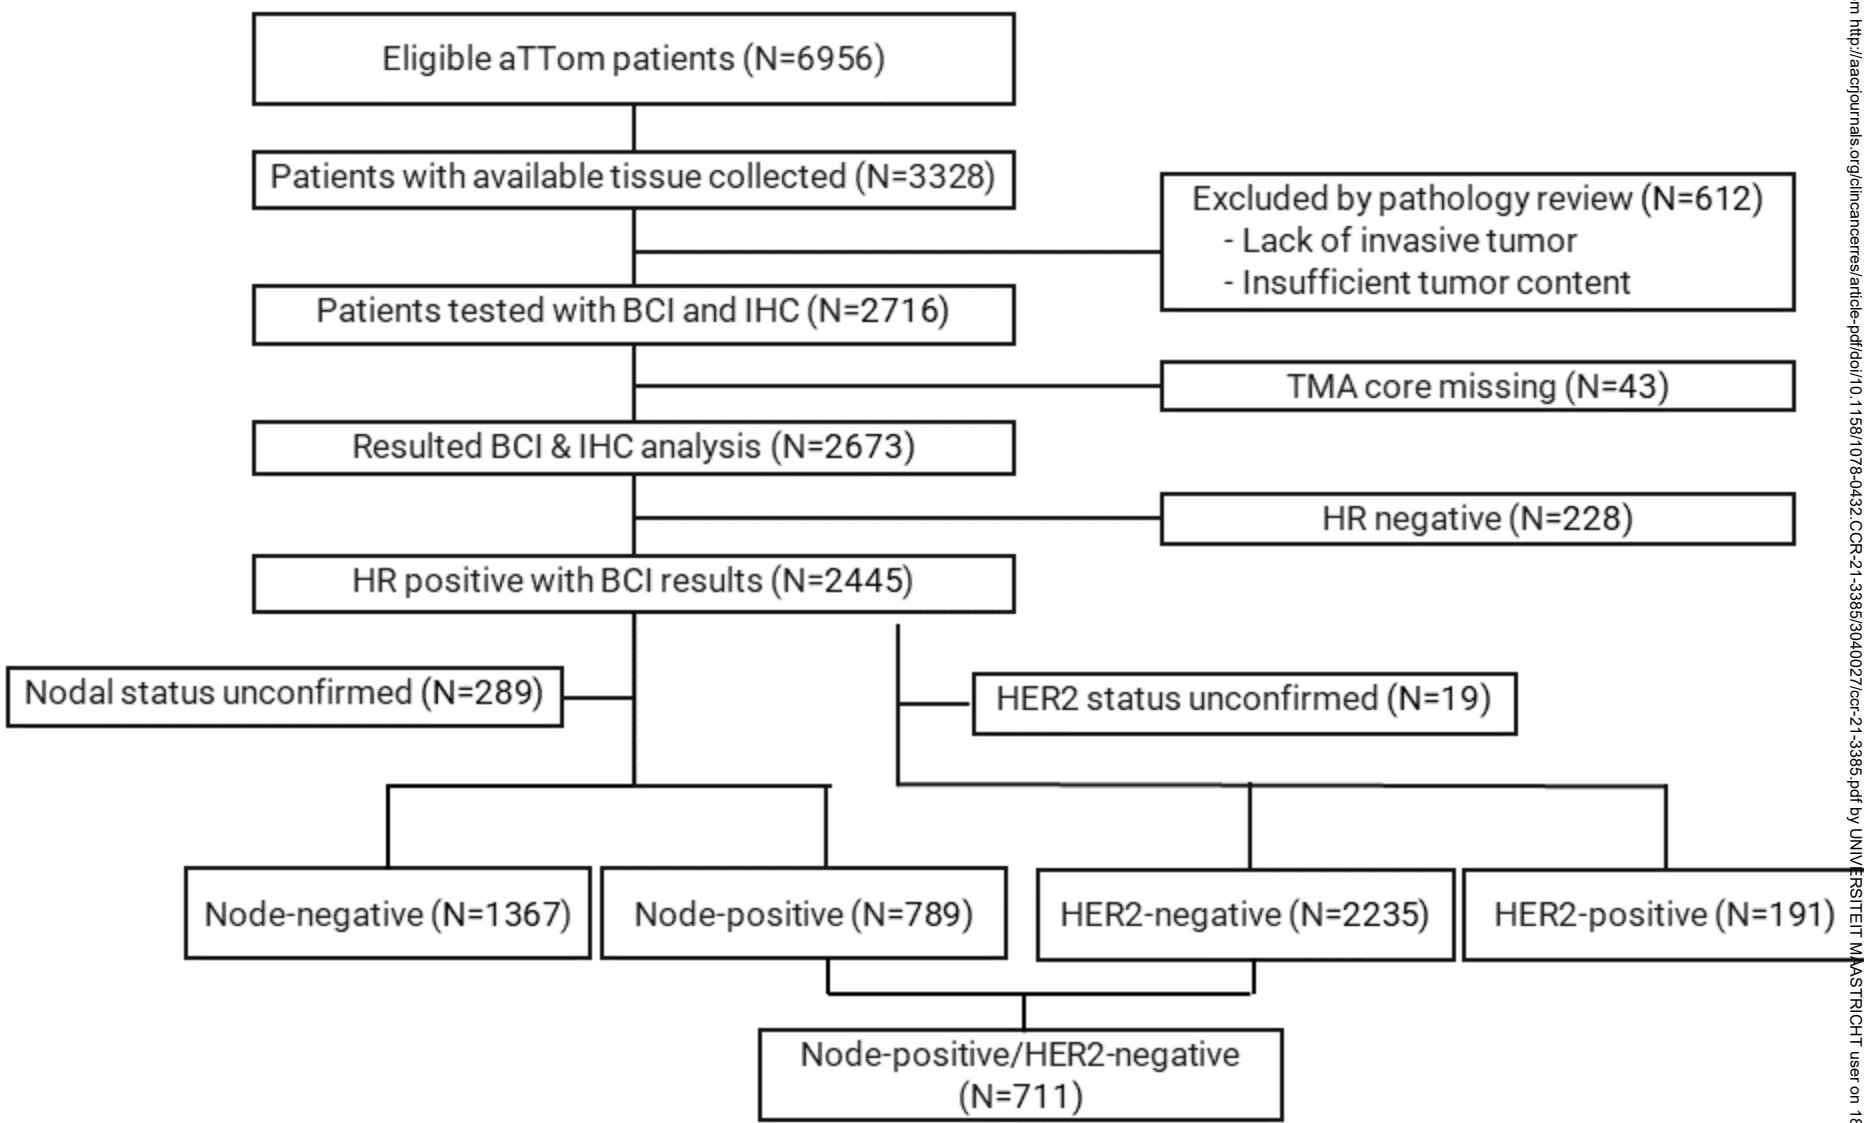 Eligible aTTom patients (N=6956)
Patients with available tissue collected (N=3328)
Excluded by pathology review (N=612)
- Lack of invasive tumor
- Insufficient tumor content
Patients tested with BCI and IHC (N=2716)
TMA core missing (N=43)
Resulted BCI & IHC analysis (N=2673)
HR negative (N=228)
HR positive with BCI results (N=2445)
Nodal status unconfirmed (N=289)
HER2 status unconfirmed (N=19)
Node-negative (N=1367)
Node-positive (N=789)
HER2-negative (N=2235)
HER2-positive (N=191)
Node-positive/HER2-negative
(N=711)
m http://aacrjournals.org/clincancerres/article-pdf/doi/10.1158/1078-0432.CCR-21-3385/3040027/ccr-21-3385.pdf by UNIVERSITEIT MAASTRICHT user on 18